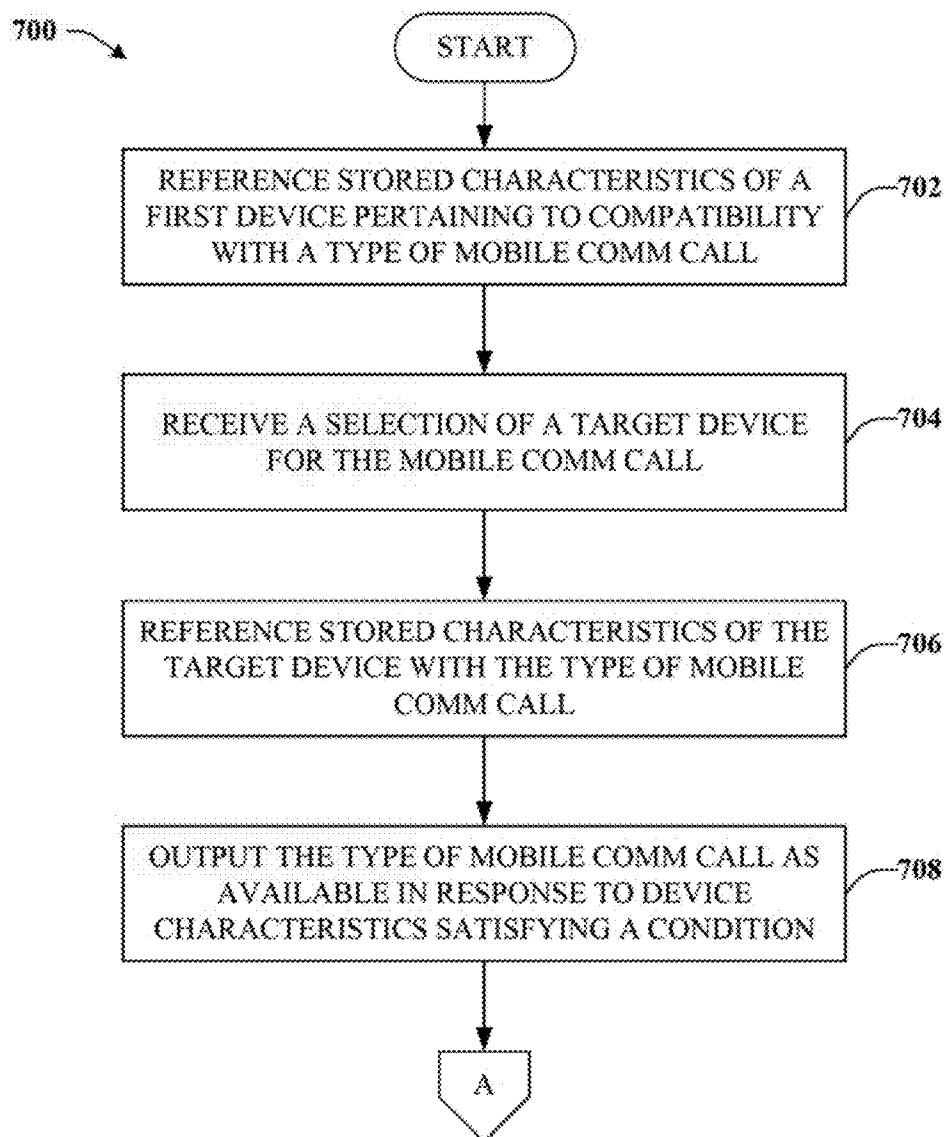 700
START
REFERENCE STORED CHARACTERISTICS OF A
FIRST DEVICE PERTAINING TO COMPATIBILITY
WITH A TYPE OF MOBILE COMM CALL
702
RECEIVE A SELECTION OF A TARGET DEVICE
FOR THE MOBILE COMM CALL
704
REFERENCE STORED CHARACTERISTICS OF THE
TARGET DEVICE WITH THE TYPE OF MOBILE
COMM CALL
706
OUTPUT THE TYPE OF MOBILE COMM CALL AS
AVAILABLE IN RESPONSE TO DEVICE
CHARACTERISTICS SATISFYING A CONDITION
708
A